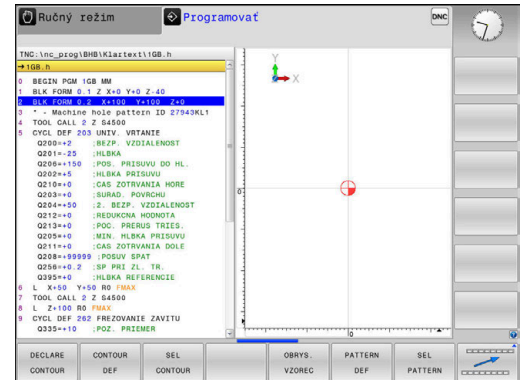 Ručný režim
Programovať
DNC
TNC:\nc_prog\BHB\Klartext\1GB.h
→1GB.h
0 BEGIN PGM 1GB MM
1 BLK FORM 0.1 Z X+0 Y+0 Z-40
2 BLK FORM 0.2 X+100 Y+100 Z+0
3 * - Machine hole pattern ID 27943KL1
4 TOOL CALL 2 Z S4500
5 CYCL DEF 203 UNIV. VRTANIE
Q200=+2 ;BEZP. VZDIALENOST
Q201=-25 ;HLBKA
Q206=+150 ;POS. PRISUVU DO HL.
Q202=+5 ;HLBKA PRISUVU
Q210=+0 ;CAS ZOTRVANIA HORE
Q203=+0 ;SURAD. POVRCHU
Q204=+50 ;2. BEZP. VZDIALENOST
Q212=+0 ;REDUKCNA HODNOTA
Q213=+0 ;POC. PRERUS TRIES.
Q205=+0 ;MIN. HLBKA PRISUVU
Q211=+0 ;CAS ZOTRVANIA DOLE
Q208=+99999 ;POSUV SPAT
Q256=+0.2 ;SP PRI ZL. TR.
Q395=+0 ;HLBKA REFERENCIE
6 L X+50 Y+50 R0 FMAX
7 TOOL CALL 2 Z S4500
8 L Z+100 R0 FMAX
9 CYCL DEF 262 FREZOVANIE ZAVITU
Q335=+10 ;POZ. PRIEMER
Y
X
0
0
DECLARE CONTOUR
CONTOUR DEF
SEL CONTOUR
OBRYS. VZOREC
PATTERN DEF
SEL PATTERN